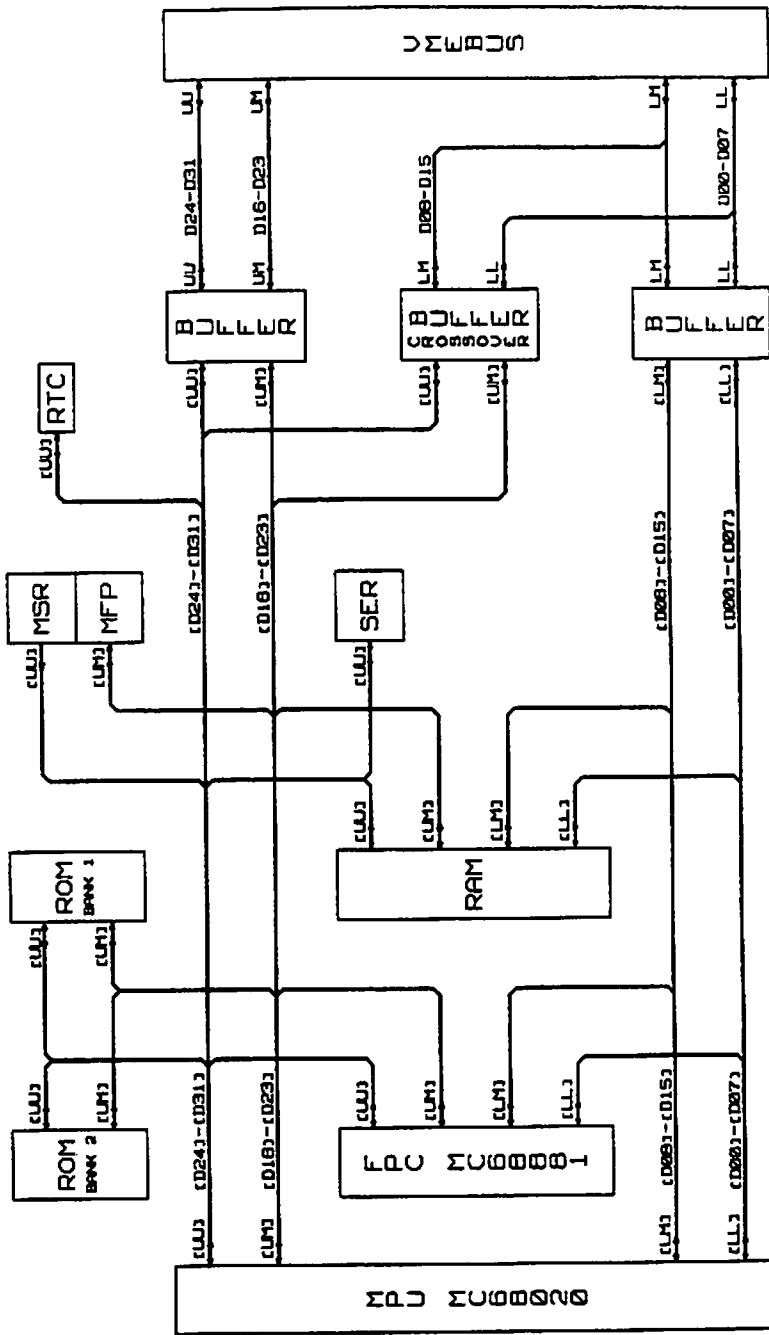 VMEBUS
UU
UM
LM
LL
D24-D31
D16-D23
D08-D15
D00-D07
UU
UM
LM
LL
LM
LL
BUFFER
BUFFER
CROSSOVER
BUFFER
[UU]
[UM]
[UU]
[UM]
[LM]
[LL]
RTC
[UU]
[D24]-[D31]
[D16]-[D23]
[D08]-[D15]
[D00]-[D07]
MSR
MFP
SER
[UU]
[UM]
[UU]
[UU]
[UM]
[LM]
[LL]
RAM
ROM
BANK 1
[UU]
[UM]
[UU]
[UM]
ROM
BANK 2
[UU]
[UM]
[LM]
[LL]
FPC MC68881
[D24]-[D31]
[D16]-[D23]
[D08]-[D15]
[D00]-[D07]
[UU]
[UM]
[LM]
[LL]
MPU MC68020